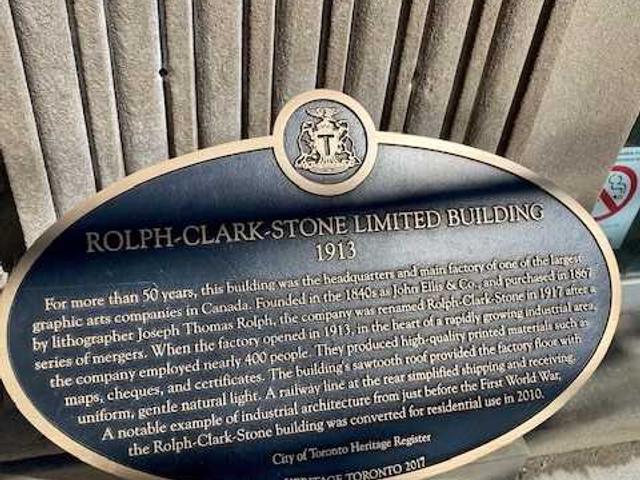 T
ROLPH-CLARK-STONE LIMITED BUILDING
1913
For more than 50 years, this building was the headquarters and main factory of one of the largest
graphic arts companies in Canada. Founded in the 1840s as John Ellis & Co., and purchased in 1867
by lithographer Joseph Thomas Rolph, the company was renamed Rolph-Clark-Stone in 1917 after a
series of mergers. When the factory opened in 1913, in the heart of a rapidly growing industrial area,
the company employed nearly 400 people. They produced high-quality printed materials such as
maps, cheques, and certificates. The building's sawtooth roof provided the factory floor with
uniform, gentle natural light. A railway line at the rear simplified shipping and receiving.
A notable example of industrial architecture from just before the First World War,
the Rolph-Clark-Stone building was converted for residential use in 2010.
City of Toronto Heritage Register
HERITAGE TORONTO 2017